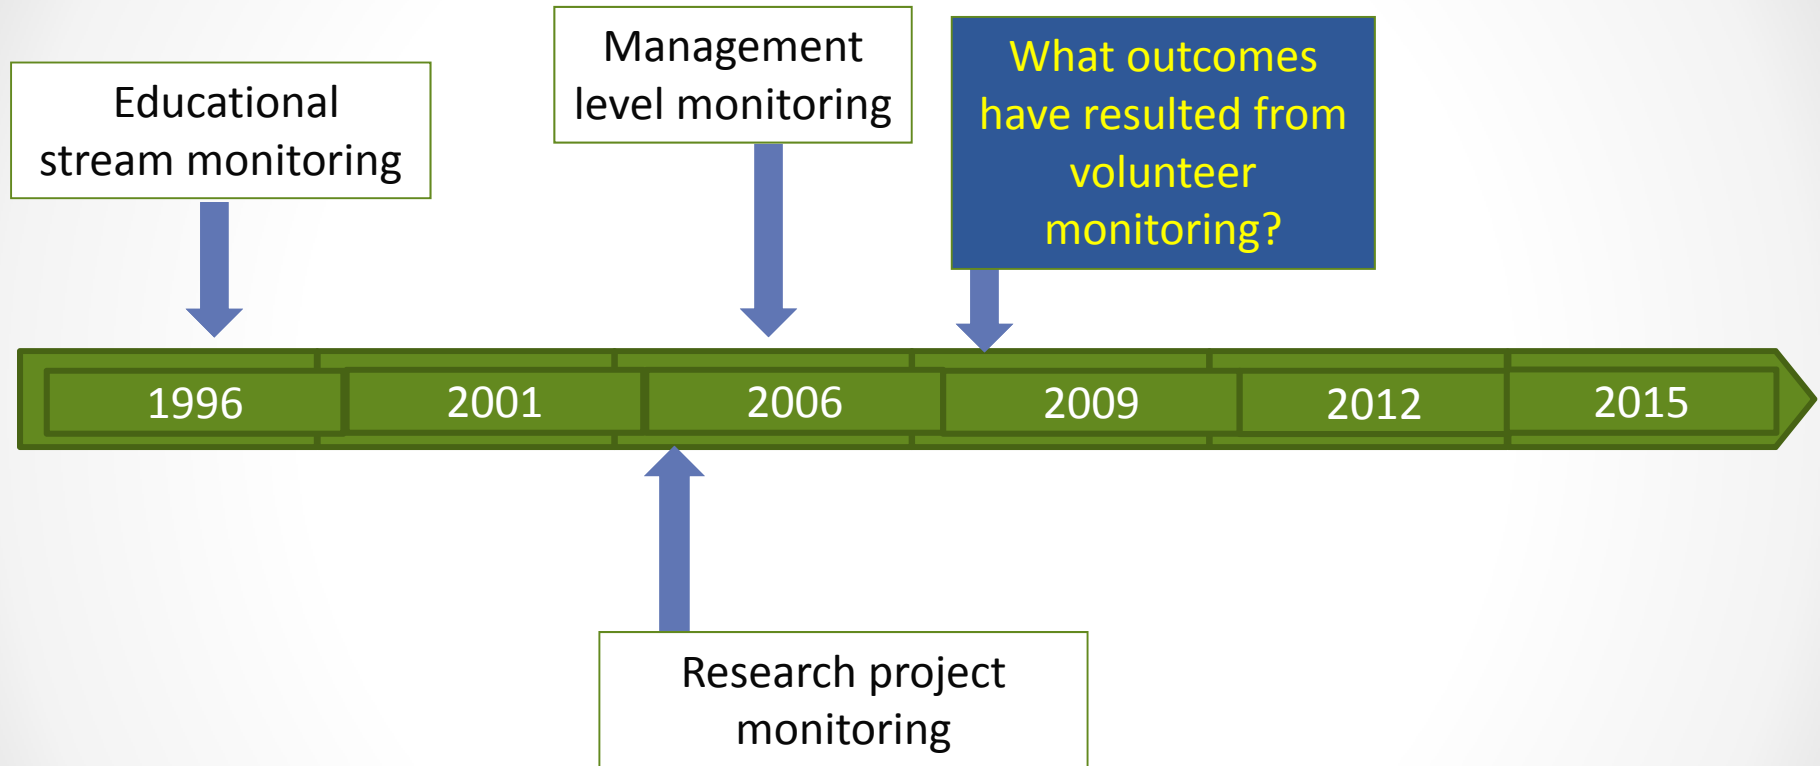 Educational
stream monitoring
Management
level monitoring
What outcomes
have resulted from
volunteer
monitoring?
1996
2001
2006
2009
2012
2015
Research project
monitoring